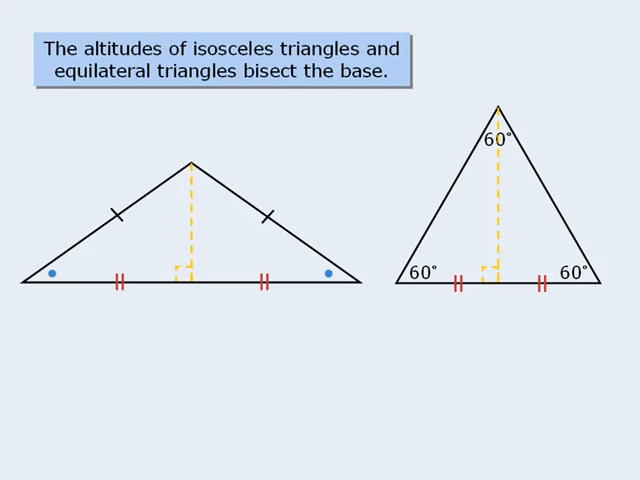 The altitudes of isosceles triangles and
equilateral triangles bisect the base.
60°
60°
60°